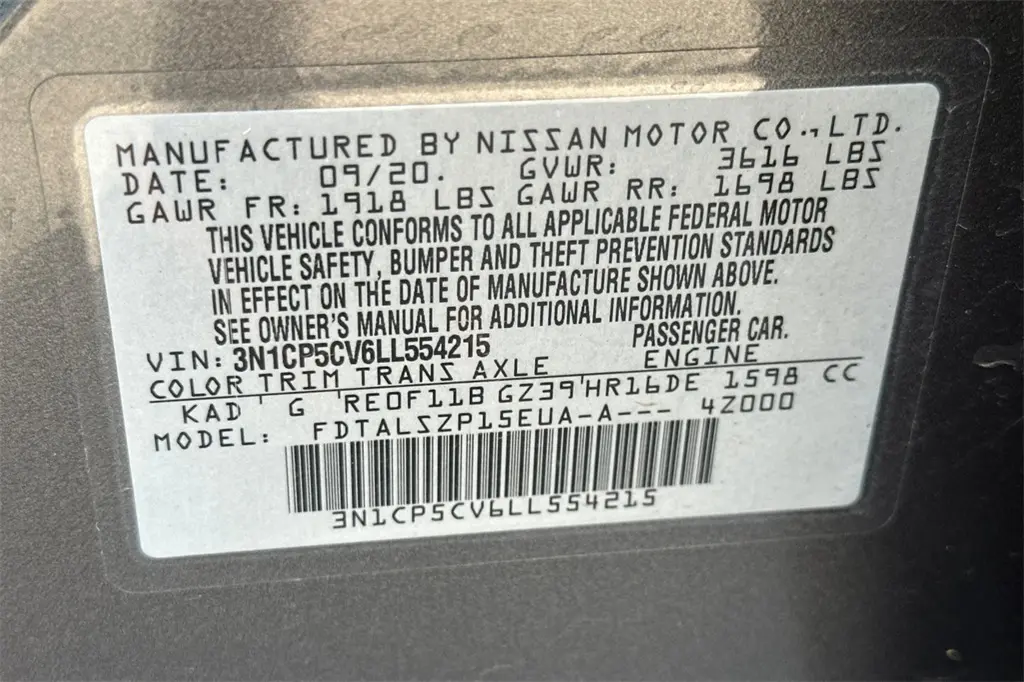 MANUFACTURED BY NISSAN MOTOR CO., LTD.
DATE: 09/20. GVWR: 3616 LBS
GAWR FR: 1918 LBS GAWR RR: 1698 LBS
THIS VEHICLE CONFORMS TO ALL APPLICABLE FEDERAL MOTOR
VEHICLE SAFETY, BUMPER AND THEFT PREVENTION STANDARDS
IN EFFECT ON THE DATE OF MANUFACTURE SHOWN ABOVE.
SEE OWNER'S MANUAL FOR ADDITIONAL INFORMATION.
VIN: 3N1CP5CV6LL554215 PASSENGER CAR.
COLOR TRIM TRANS AXLE ENGINE
KAD ' G ' RE0F11B GZ39'HR16DE 1598 CC
MODEL: FDTALSZP15EUA-A--- 4Z000
3N1CP5CV6LL554215